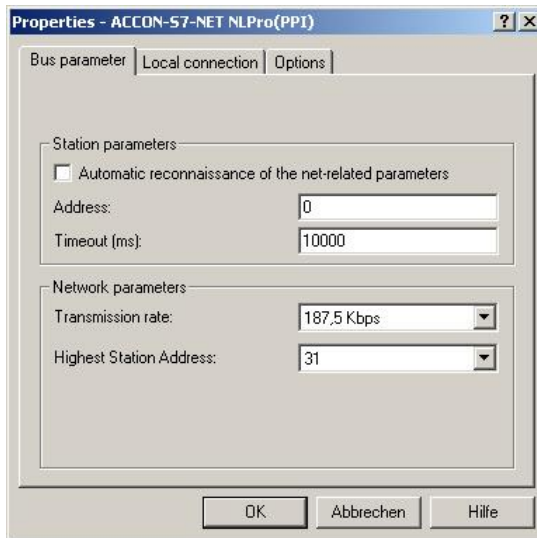 Properties - ACCON-S7-NET NLPro(PPI)
Bus parameter Local connection Options
Station parameters
Automatic reconnaissance of the net-related parameters
Address: 0
Timeout (ms): 10000
Network parameters
Transmission rate: 187,5 Kbps
Highest Station Address: 31
OK Abbrechen Hilfe